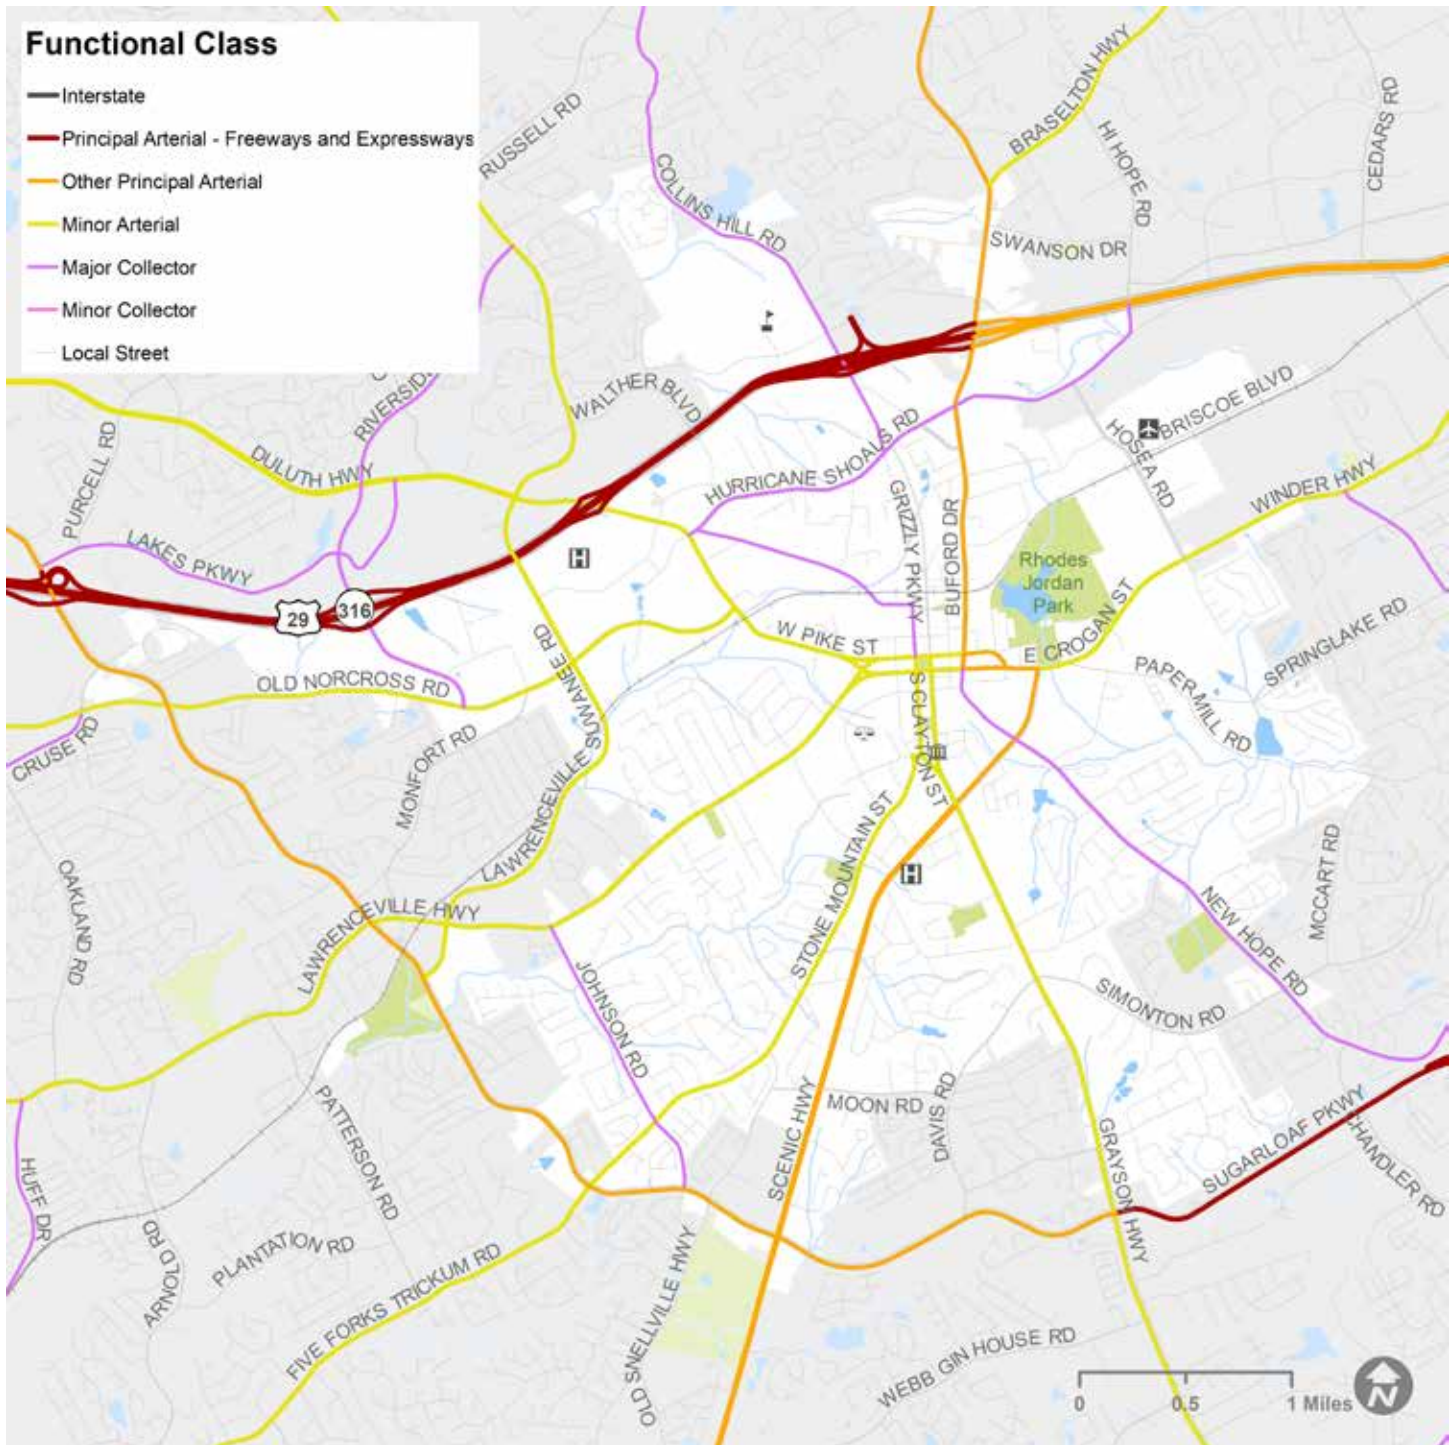 Functional Class
Interstate
Principal Arterial - Freeways and Expressways
Other Principal Arterial
Minor Arterial
Major Collector
Minor Collector
Local Street
RUSSELL RD
COLLINS HILL RD
BRASELTON HWY
HI HOPE RD
CEDARS RD
SWANSON DR
WALTHER BLVD
PURCELL RD
DULUTH HWY
HURRICANE SHOALS RD
HOSEA RD
BRISCOE BLVD
WINDER HWY
LAKES PKWY
GRIZZLY PKWY
BUFORD DR
Rhodes
Jordan
Park
29
316
H
W PIKE ST
E CROGAN ST
SPRINGLAKE RD
OLD NORCROSS RD
LAWRENCEVILLE SUWANEE RD
S CLAYTON ST
PAPER MILL RD
CRUSE RD
MONFORT RD
OAKLAND RD
LAWRENCEVILLE HWY
STONE MOUNTAIN ST
H
NEW HOPE RD
MCCART RD
JOHNSON RD
SIMONTON RD
PATTERSON RD
SCENIC HWY
MOON RD
DAVIS RD
GRAYSON HWY
SUGARLOAF PKWY
CHANDLER RD
HUFF DR
ARNOLD RD
PLANTATION RD
FIVE FORKS TRICKUM RD
OLD SNELLVILLE HWY
WEBB GIN HOUSE RD
0 0.5 1 Miles
N